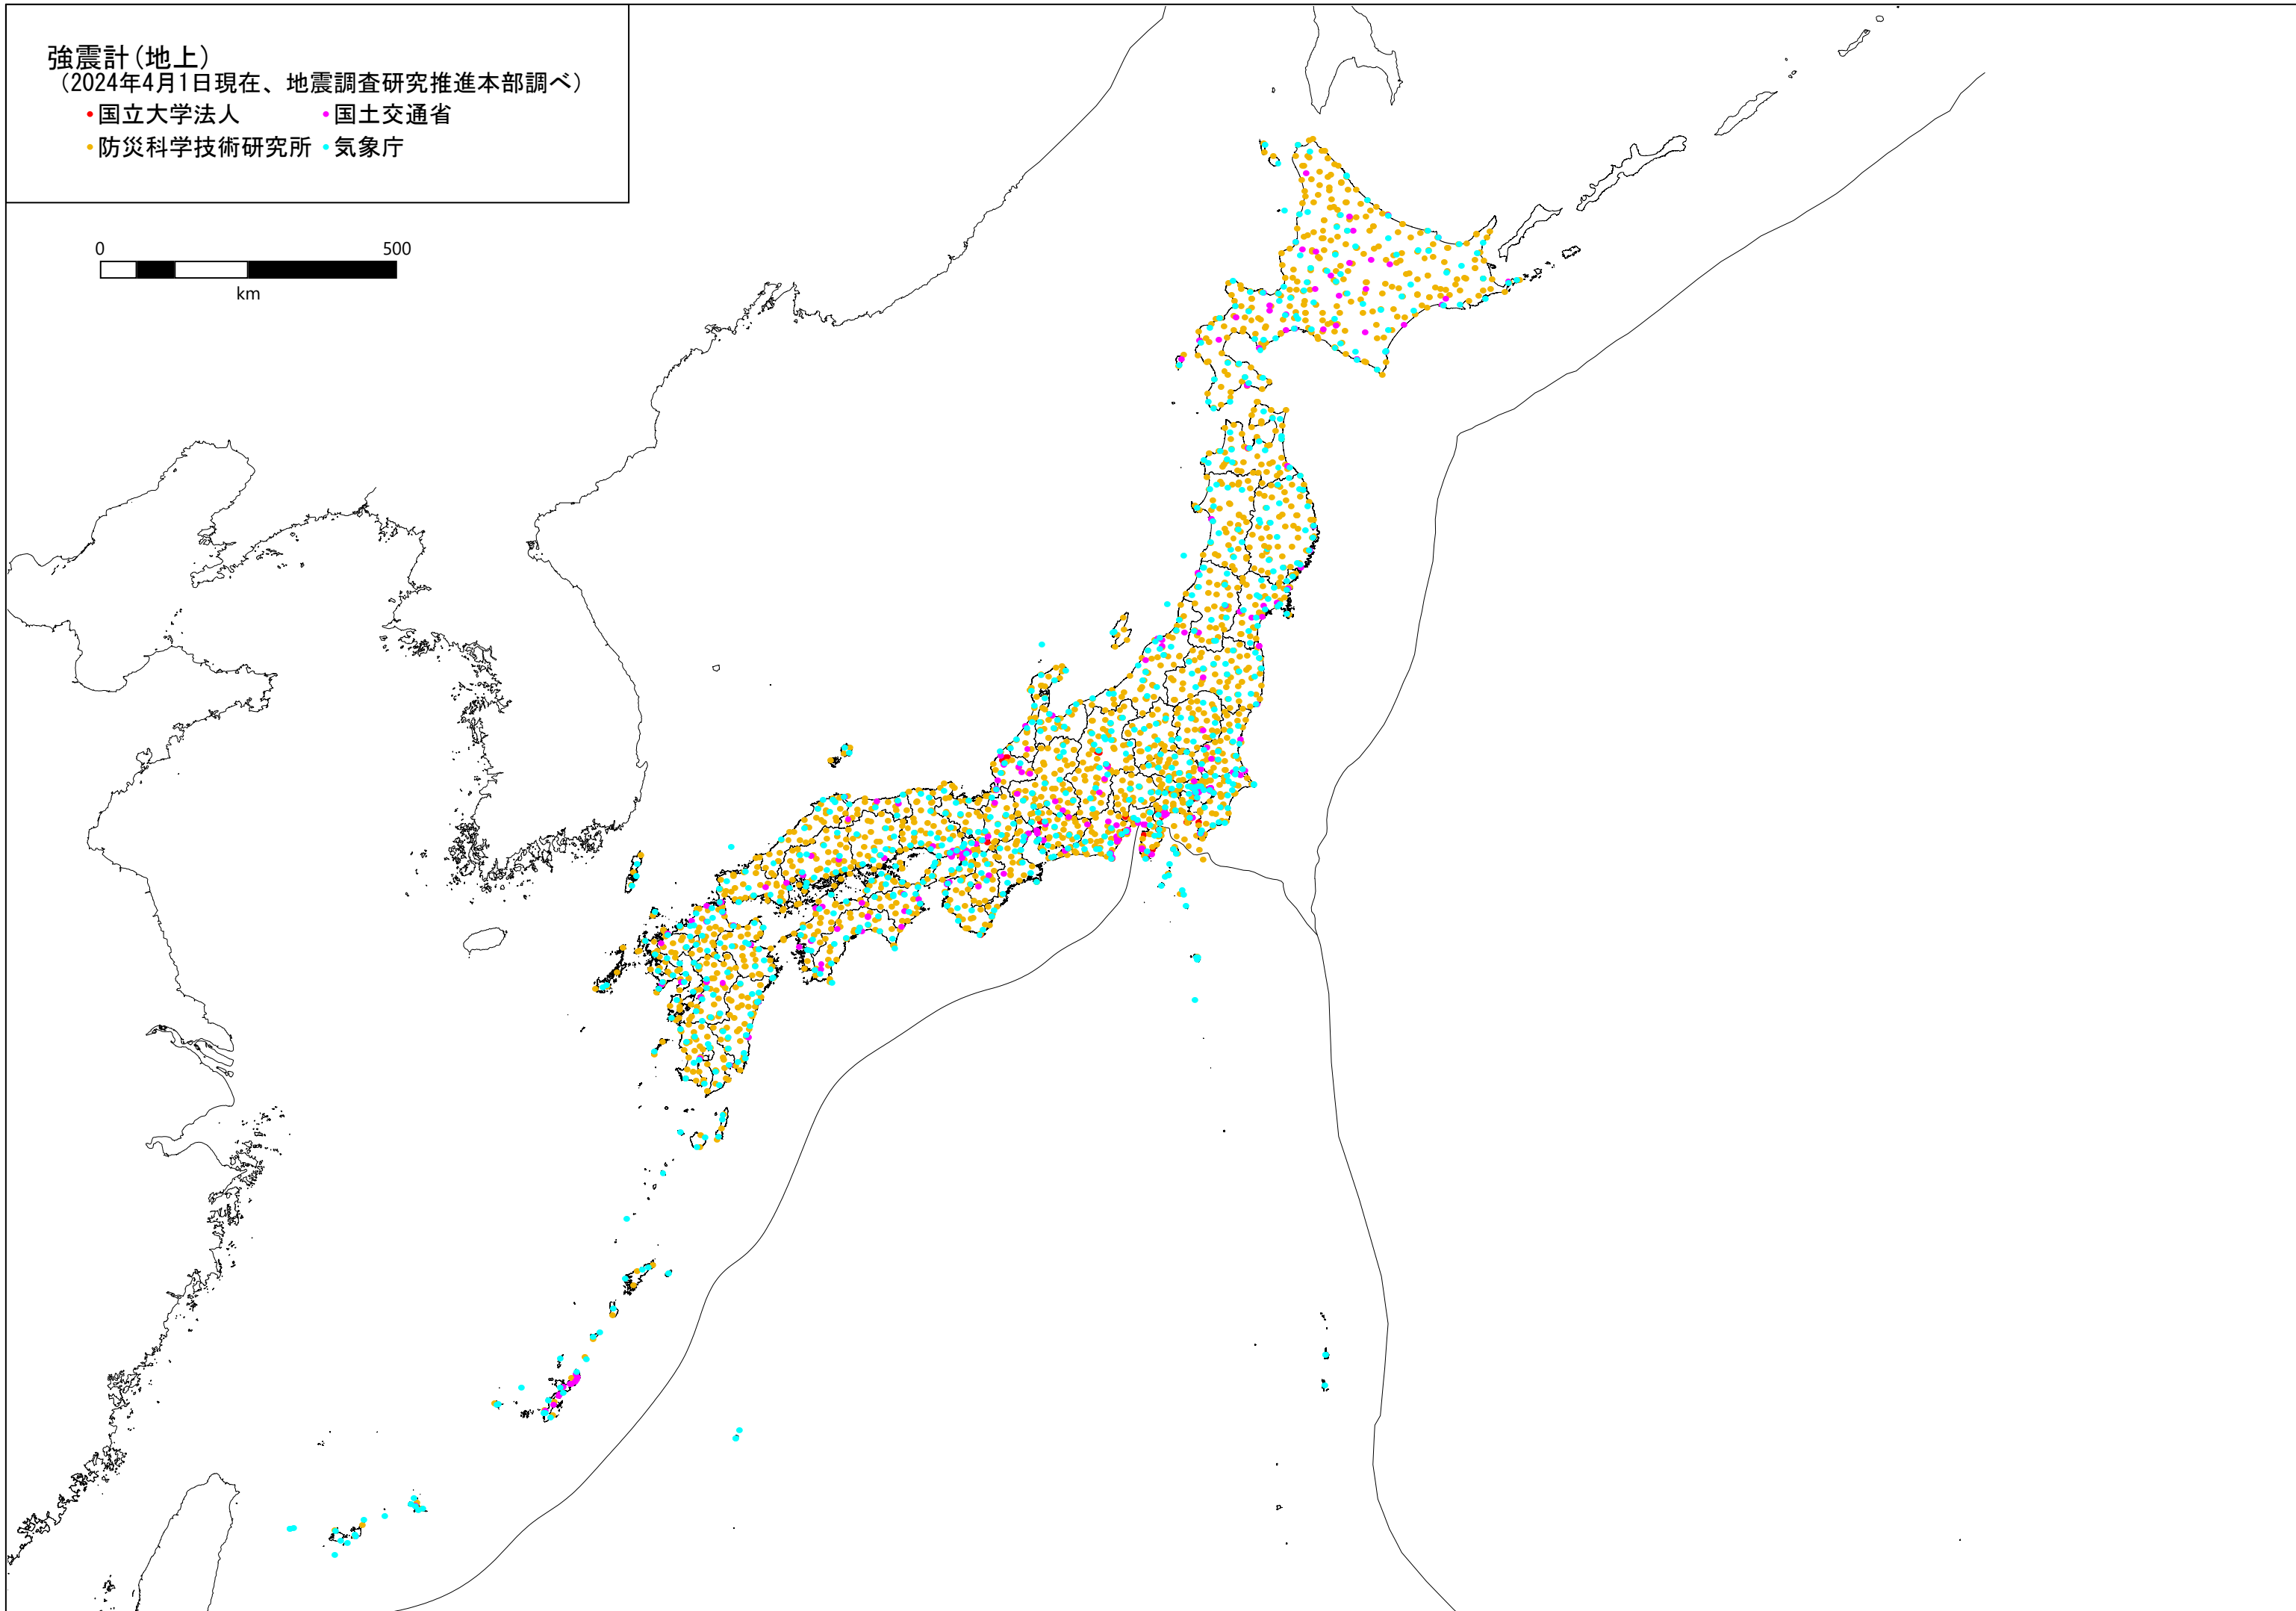 強震計(地上)
(2024年4月1日現在、地震調査研究推進本部調べ)
国立大学法人 国土交通省
防災科学技術研究所 気象庁
0 500
km